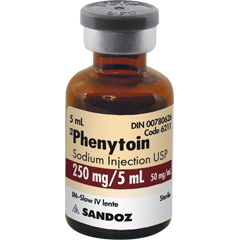 5 mL
DIN 00780626
Code 6211
Phenytoin
Sodium Injection USP
250 mg/5 mL 50 mg/mL
IM-Slow IV lente
Sterile
SANDOZ